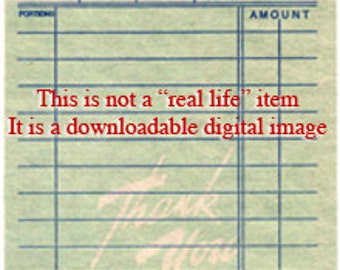 PORTIONS AMOUNT
This is not a “real life” item
It is a downloadable digital image
Thank
You